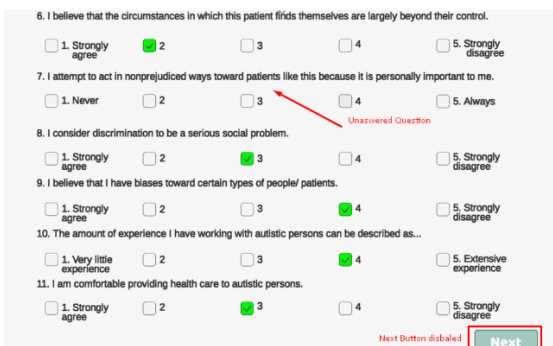 6. I believe that the circumstances in which this patient finds themselves are largely beyond their control.
1. Strongly agree 2 3 4 5. Strongly disagree
7. I attempt to act in nonprejudiced ways toward patients like this because it is personally important to me.
1. Never 2 3 4 5. Always
Unaswered Question
8. I consider discrimination to be a serious social problem.
1. Strongly agree 2 3 4 5. Strongly disagree
9. I believe that I have biases toward certain types of people/ patients.
1. Strongly agree 2 3 4 5. Strongly disagree
10. The amount of experience I have working with autistic persons can be described as...
1. Very little experience 2 3 4 5. Extensive experience
11. I am comfortable providing health care to autistic persons.
1. Strongly agree 2 3 4 5. Strongly disagree
Next Button disbaled
Next